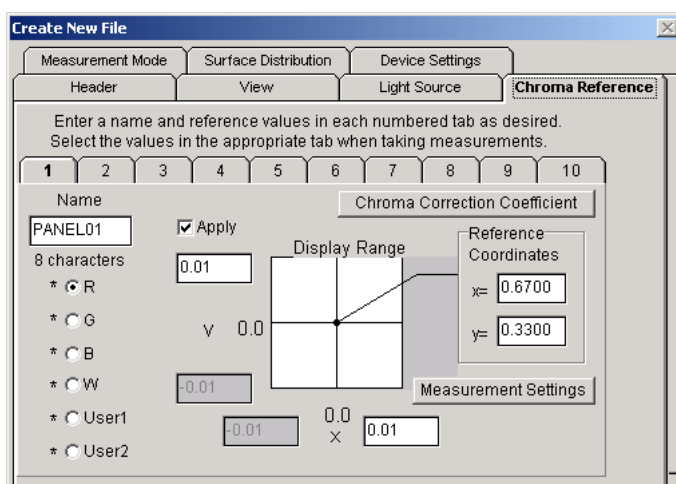 Create New File
Measurement Mode Surface Distribution Device Settings
Header View Light Source Chroma Reference
Enter a name and reference values in each numbered tab as desired.
Select the values in the appropriate tab when taking measurements.
1 2 3 4 5 6 7 8 9 10
Name
Chroma Correction Coefficient
PANEL01
Apply
Display Range
Reference
Coordinates
8 characters
0.01
* R
x= 0.6700
* G
V 0.0
y= 0.3300
* B
* W
-0.01
Measurement Settings
* User1
-0.01
0.0
X
0.01
* User2